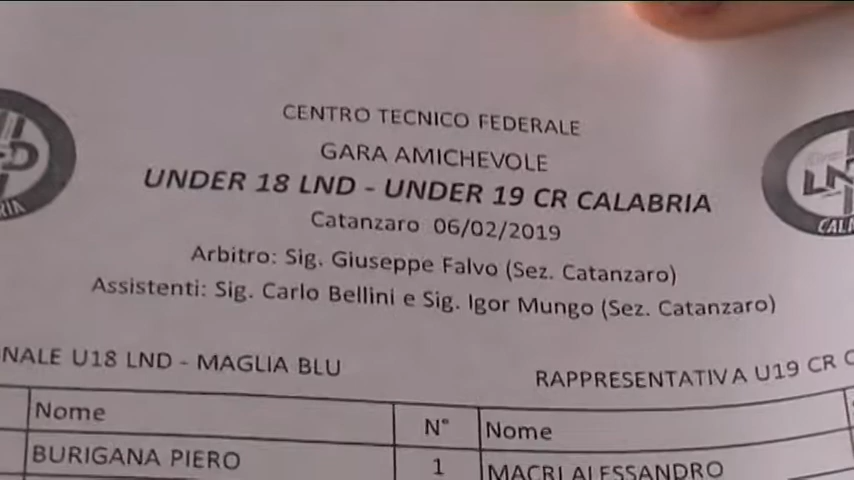 CENTRO TECNICO FEDERALE
GARA AMICHEVOLE
UNDER 18 LND - UNDER 19 CR CALABRIA
Catanzaro 06/02/2019
Arbitro: Sig. Giuseppe Falvo (Sez. Catanzaro)
Assistenti: Sig. Carlo Bellini e Sig. Igor Mungo (Sez. Catanzaro)
U18 LND - MAGLIA BLU
RAPPRESENTATIVA U19 CR
Nome N° Nome
BURIGANA PIERO 1 MACRI ALESSANDRO